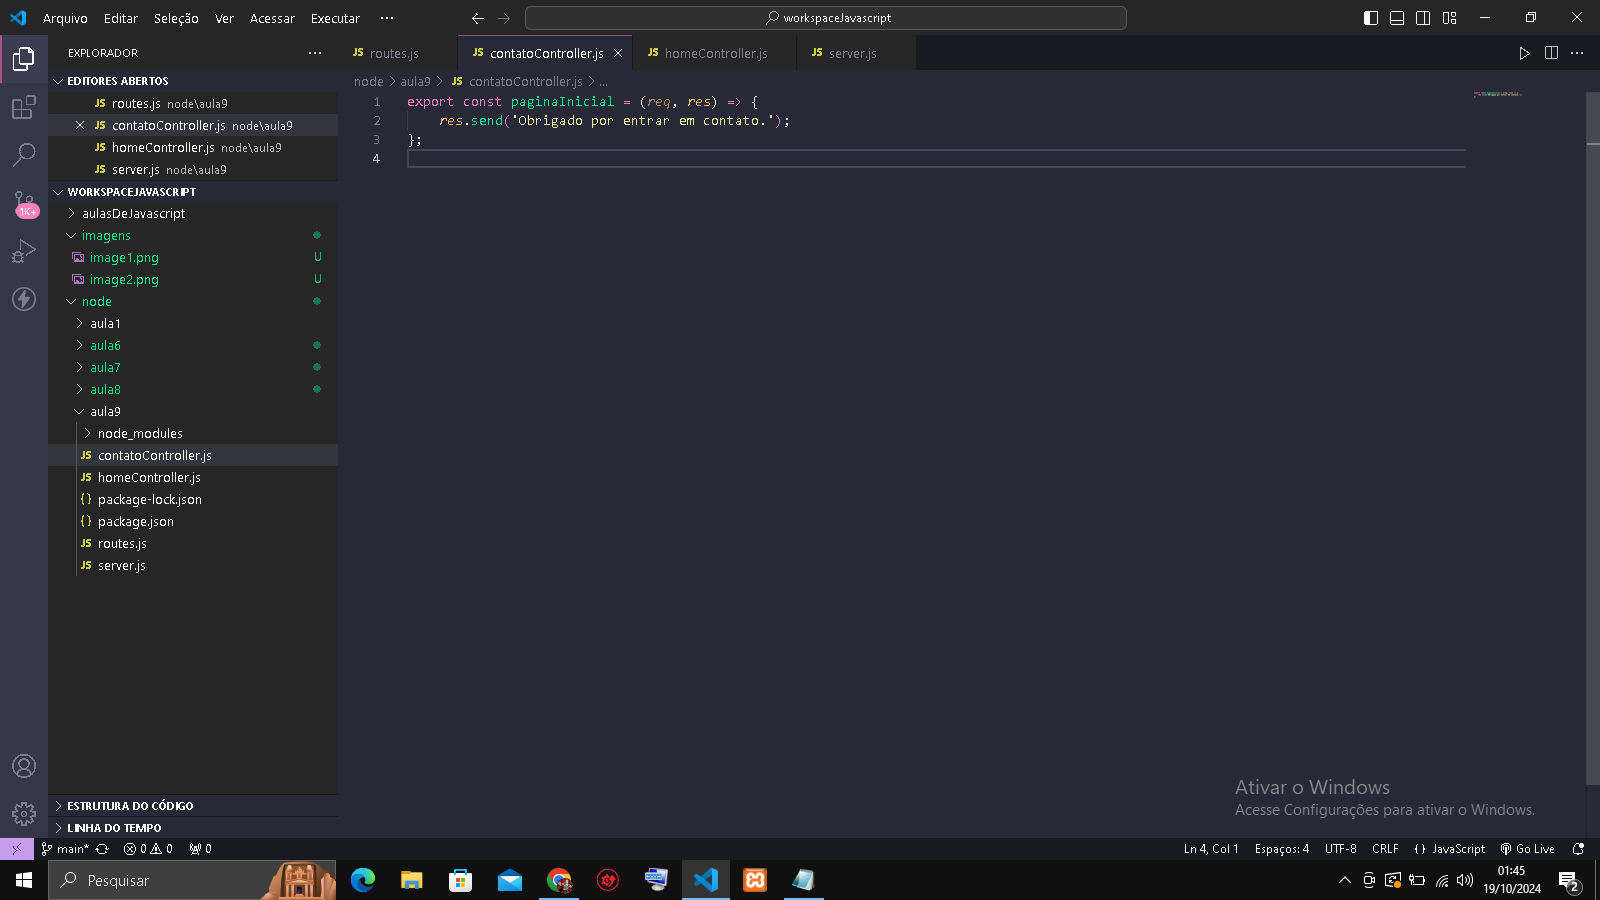 Arquivo Editar Seleção Ver Acessar Executar ··· workspaceJavascript
EXPLORADOR ···
JS routes.js JS contatoController.js JS homeController.js JS server.js
EDITORES ABERTOS
JS routes.js node\aula9
JS contatoController.js node\aula9
JS homeController.js node\aula9
JS server.js node\aula9
WORKSPACEJAVASCRIPT
aulasDeJavascript
imagens
image1.png U
image2.png U
node
aula1
aula6
aula7
aula8
aula9
node_modules
JS contatoController.js
JS homeController.js
{} package-lock.json
{} package.json
JS routes.js
JS server.js
ESTRUTURA DO CÓDIGO
LINHA DO TEMPO
1K+
node > aula9 > JS contatoController.js > ...
1 export const paginaInicial = (req, res) => {
2 res.send('Obrigado por entrar em contato.');
3 };
4
Ativar o Windows
Acesse Configurações para ativar o Windows.
main* 0 0 0 Ln 4, Col 1 Espaços: 4 UTF-8 CRLF {} JavaScript Go Live
Pesquisar
01:45
19/10/2024
2